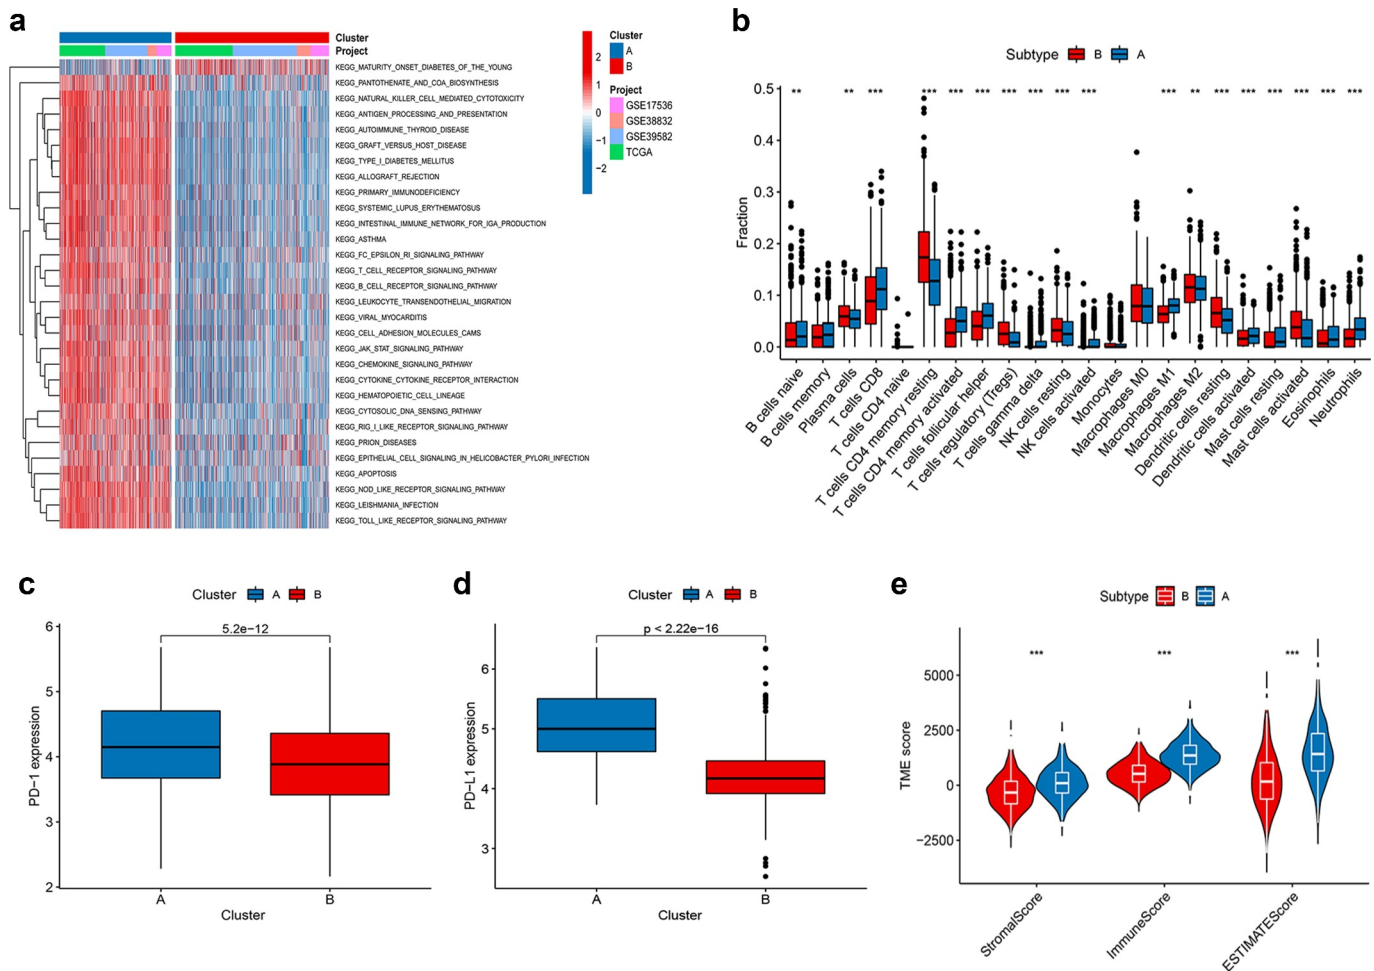 a
Cluster
Project
KEGG_MATURITY_ONSET_DIABETES_OF_THE_YOUNG
KEGG_PANTOTHENATE_AND_COA_BIOSYNTHESIS
KEGG_NATURAL_KILLER_CELL_MEDIATED_CYTOTOXICITY
KEGG_ANTIGEN_PROCESSING_AND_PRESENTATION
KEGG_AUTOIMMUNE_THYROID_DISEASE
KEGG_GRAFT_VERSUS_HOST_DISEASE
KEGG_TYPE_I_DIABETES_MELLITUS
KEGG_ALLOGRAFT_REJECTION
KEGG_PRIMARY_IMMUNODEFICIENCY
KEGG_SYSTEMIC_LUPUS_ERYTHEMATOSUS
KEGG_INTESTINAL_IMMUNE_NETWORK_FOR_IGA_PRODUCTION
KEGG_ASTHMA
KEGG_FC_EPSILON_RI_SIGNALING_PATHWAY
KEGG_T_CELL_RECEPTOR_SIGNALING_PATHWAY
KEGG_B_CELL_RECEPTOR_SIGNALING_PATHWAY
KEGG_LEUKOCYTE_TRANSENDOTHELIAL_MIGRATION
KEGG_VIRAL_MYOCARDITIS
KEGG_CELL_ADHESION_MOLECULES_CAMS
KEGG_JAK_STAT_SIGNALING_PATHWAY
KEGG_CHEMOKINE_SIGNALING_PATHWAY
KEGG_CYTOKINE_CYTOKINE_RECEPTOR_INTERACTION
KEGG_HEMATOPOIETIC_CELL_LINEAGE
KEGG_CYTOSOLIC_DNA_SENSING_PATHWAY
KEGG_RIG_I_LIKE_RECEPTOR_SIGNALING_PATHWAY
KEGG_PRION_DISEASES
KEGG_EPITHELIAL_CELL_SIGNALING_IN_HELICOBACTER_PYLORI_INFECTION
KEGG_APOPTOSIS
KEGG_NOD_LIKE_RECEPTOR_SIGNALING_PATHWAY
KEGG_LEISHMANIA_INFECTION
KEGG_TOLL_LIKE_RECEPTOR_SIGNALING_PATHWAY
2
1
0
−1
−2
Cluster
A
B
Project
GSE17536
GSE38832
GSE39582
TCGA
b
Subtype B A
** ** *** *** *** *** *** *** *** *** *** ** *** *** *** *** *** ***
Fraction
0.5
0.4
0.3
0.2
0.1
0.0
B cells naive
B cells memory
Plasma cells
T cells CD8
T cells CD4 naive
T cells CD4 memory resting
T cells CD4 memory activated
T cells follicular helper
T cells regulatory (Tregs)
T cells gamma delta
NK cells resting
NK cells activated
Monocytes
Macrophages M0
Macrophages M1
Macrophages M2
Dendritic cells resting
Dendritic cells activated
Mast cells resting
Mast cells activated
Eosinophils
Neutrophils
c
Cluster A B
5.2e−12
PD−1 expression
6
5
4
3
2
A B
Cluster
d
Cluster A B
p < 2.22e−16
PD−L1 expression
6
5
4
3
A B
Cluster
e
Subtype B A
*** *** ***
TME score
5000
2500
0
−2500
StromalScore
ImmuneScore
ESTIMATEScore